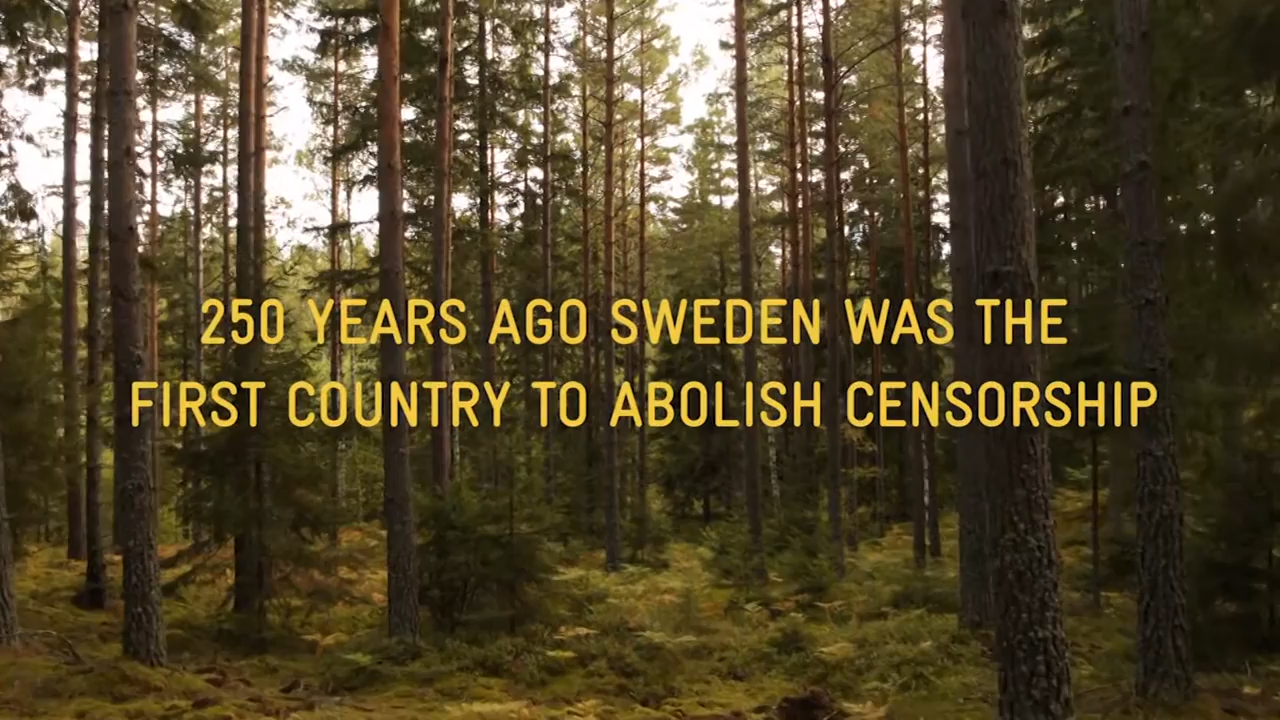 250 YEARS AGO SWEDEN WAS THE
FIRST COUNTRY TO ABOLISH CENSORSHIP